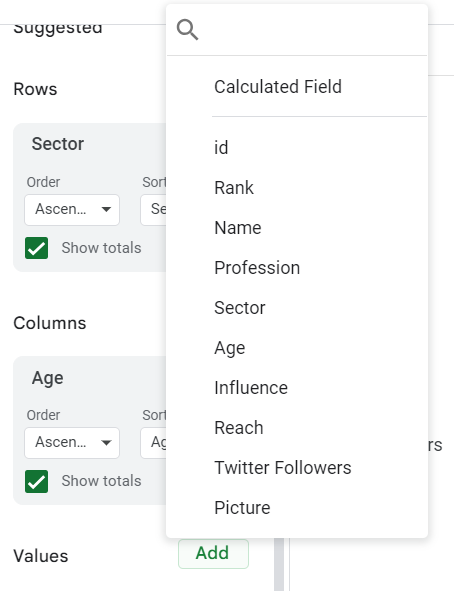 Suggested
Rows
Sector
Order
Sort
Ascen...
Se
Show totals
Columns
Age
Order
Sort
Ascen...
Ag
Show totals
Values
Add
Calculated Field
id
Rank
Name
Profession
Sector
Age
Influence
Reach
Twitter Followers
Picture
rs